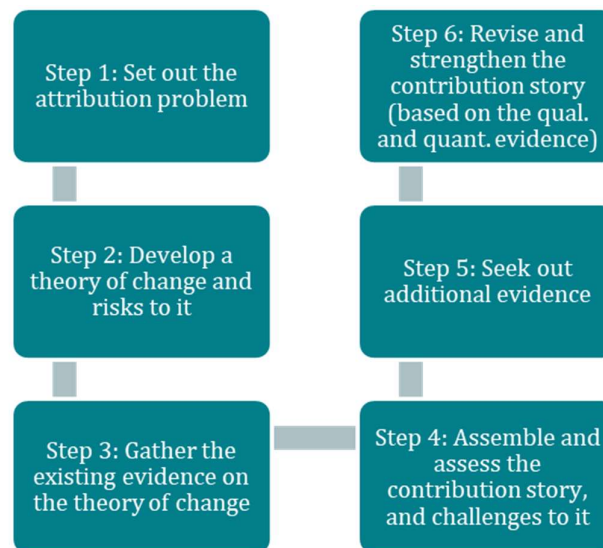 Step 1: Set out the
attribution problem
Step 2: Develop a
theory of change and
risks to it
Step 3: Gather the
existing evidence on
the theory of change
Step 4: Assemble and
assess the
contribution story,
and challenges to it
Step 5: Seek out
additional evidence
Step 6: Revise and
strengthen the
contribution story
(based on the qual.
and quant. evidence)